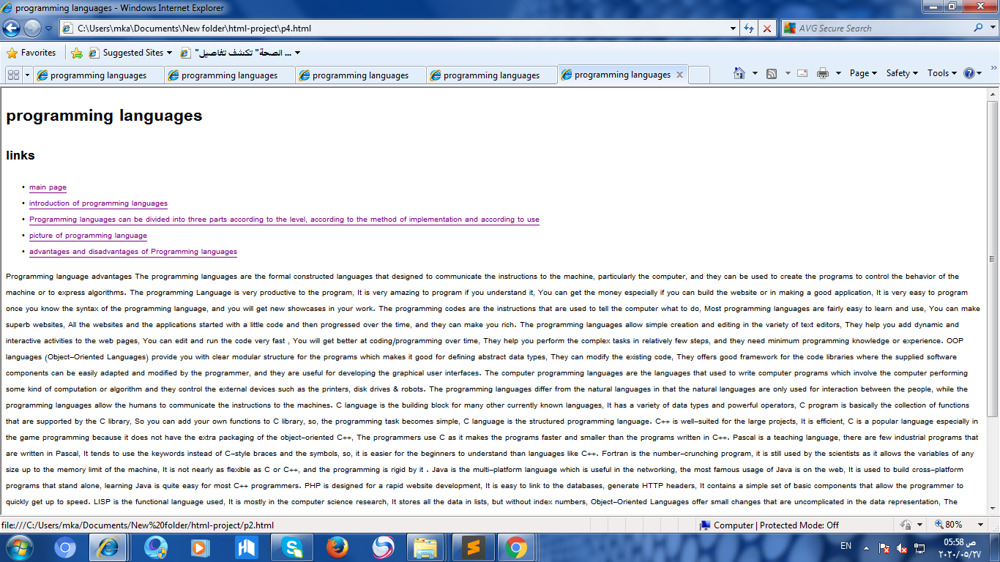 programming languages - Windows Internet Explorer
C:\Users\mka\Documents\New folder\html-project\p4.html
AVG Secure Search
Favorites
Suggested Sites
"الصحة" تكشف تفاصيل ...
programming languages
programming languages
programming languages
programming languages
programming languages
Page
Safety
Tools
programming languages
links
• main page
• introduction of programming languages
• Programming languages can be divided into three parts according to the level, according to the method of implementation and according to use
• picture of programming language
• advantages and disadvantages of Programming languages
Programming language advantages The programming languages are the formal constructed languages that designed to communicate the instructions to the machine, particularly the computer, and they can be used to create the programs to control the behavior of the
machine or to express algorithms. The programming Language is very productive to the program, It is very amazing to program if you understand it, You can get the money especially if you can build the website or in making a good application, It is very easy to program
once you know the syntax of the programming language, and you will get new showcases in your work. The programming codes are the instructions that are used to tell the computer what to do, Most programming languages are fairly easy to learn and use, You can make
superb websites, All the websites and the applications started with a little code and then progressed over the time, and they can make you rich. The programming languages allow simple creation and editing in the variety of text editors, They help you add dynamic and
interactive activities to the web pages, You can edit and run the code very fast , You will get better at coding/programming over time, They help you perform the complex tasks in relatively few steps, and they need minimum programming knowledge or experience. OOP
languages (Object-Oriented Languages) provide you with clear modular structure for the programs which makes it good for defining abstract data types, They can modify the existing code, They offers good framework for the code libraries where the supplied software
components can be easily adapted and modified by the programmer, and they are useful for developing the graphical user interfaces. The computer programming languages are the languages that used to write computer programs which involve the computer performing
some kind of computation or algorithm and they control the external devices such as the printers, disk drives & robots. The programming languages differ from the natural languages in that the natural languages are only used for interaction between the people, while the
programming languages allow the humans to communicate the instructions to the machines. C language is the building block for many other currently known languages, It has a variety of data types and powerful operators, C program is basically the collection of functions
that are supported by the C library, So you can add your own functions to C library, so, the programming task becomes simple, C language is the structured programming language. C++ is well-suited for the large projects, It is efficient, C is a popular language especially in
the game programming because it does not have the extra packaging of the object-oriented C++, The programmers use C as it makes the programs faster and smaller than the programs written in C++. Pascal is a teaching language, there are few industrial programs that
are written in Pascal, It tends to use the keywords instead of C-style braces and the symbols, so, it is easier for the beginners to understand than languages like C++. Fortran is the number-crunching program, it is still used by the scientists as it allows the variables of any
size up to the memory limit of the machine, It is not nearly as flexible as C or C++, and the programming is rigid by it . Java is the multi-platform language which is useful in the networking, the most famous usage of Java is on the web, It is used to build cross-platform
programs that stand alone, learning Java is quite easy for most C++ programmers. PHP is designed for a rapid website development, It is easy to link to the databases, generate HTTP headers, It contains a simple set of basic components that allow the programmer to
quickly get up to speed. LISP is the functional language used, It is mostly in the computer science research, It stores all the data in lists, but without index numbers, Object-Oriented Languages offer small changes that are uncomplicated in the data representation, The
file:///C:/Users/mka/Documents/New%20folder/html-project/p2.html
Computer | Protected Mode: Off
80%
EN
05:58 ص
٢٠٢٠/٠٥/٢٧